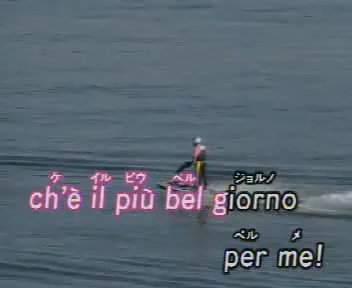 ケ イル ピウ ベル ジョルノ
ch'è il più bel giorno
ペル メ
per me!